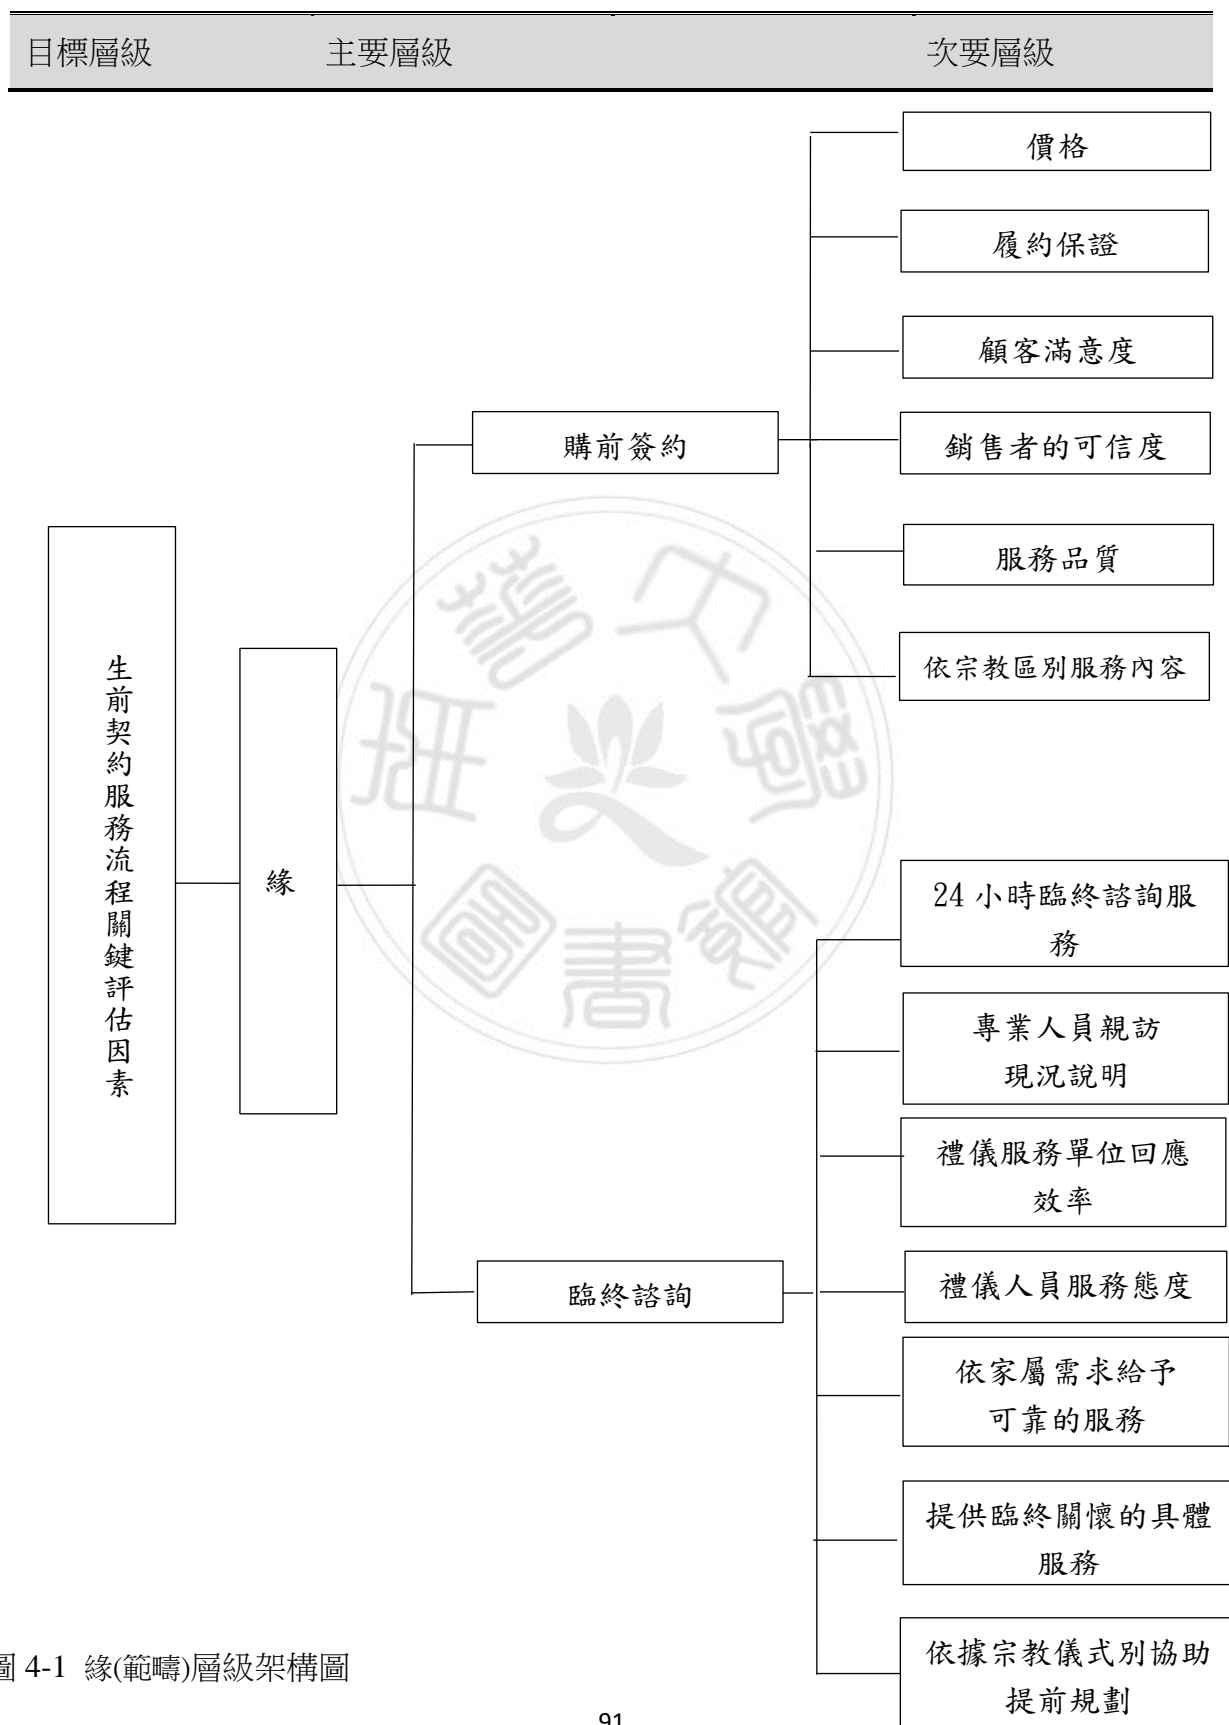 目標層級 主要層級 次要層級
價格
履約保證
顧客滿意度
購前簽約
銷售者的可信度
服務品質
依宗教區別服務內容
生前契約服務流程關鍵評估因素
緣
24 小時臨終諮詢服
務
專業人員親訪
現況說明
禮儀服務單位回應
效率
臨終諮詢
禮儀人員服務態度
依家屬需求給予
可靠的服務
提供臨終關懷的具體
服務
依據宗教儀式別協助
提前規劃
圖 4-1 緣(範疇)層級架構圖
91